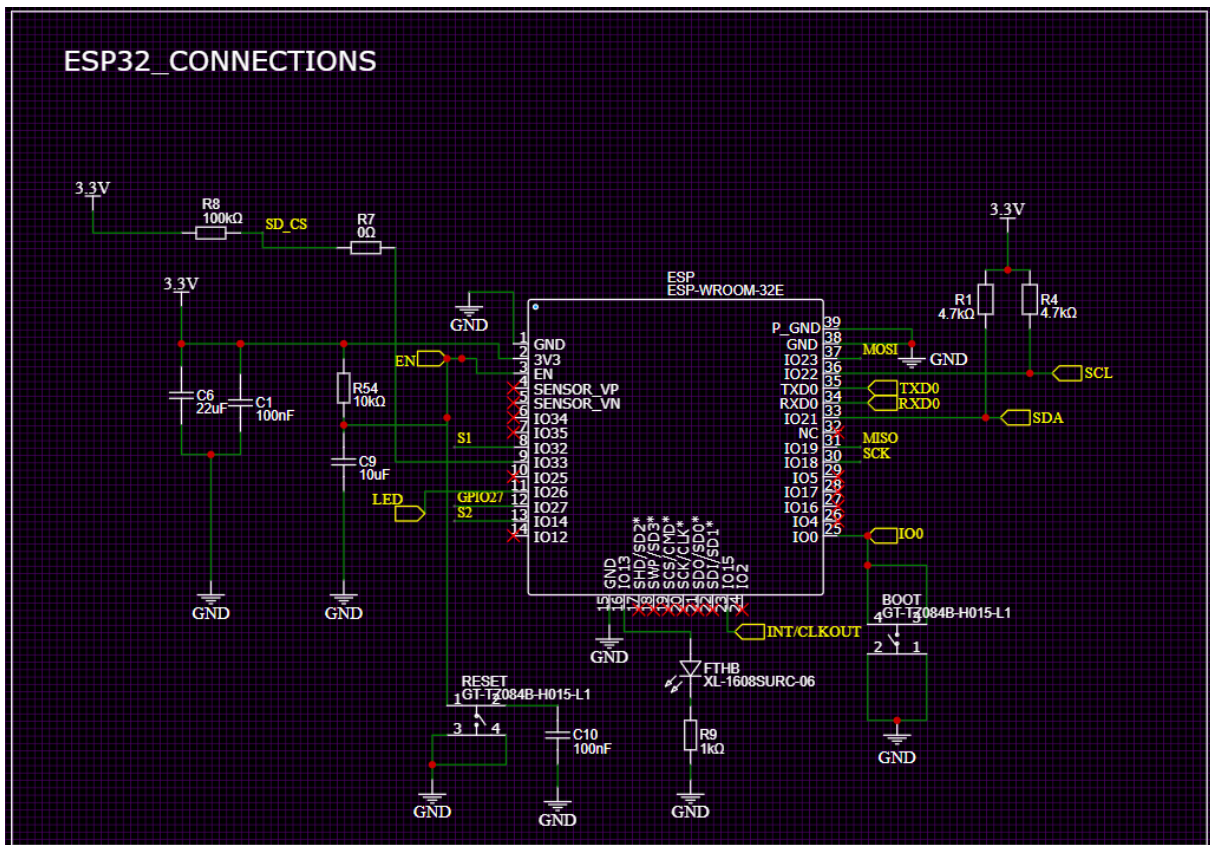 ESP32_CONNECTIONS
3.3V
R8
100kΩ
SD_CS
R7
0Ω
3.3V
3.3V
R1
4.7kΩ
R4
4.7kΩ
GND
ESP
ESP-WROOM-32E
C6
22uF
C1
100nF
R54
10kΩ
C9
10uF
GND
GND
EN
S1
LED
GPIO27
S2
1 GND
2 3V3
3 EN
4 SENSOR_VP
5 SENSOR_VN
6 IO34
7 IO35
8 IO32
9 IO33
10 IO25
11 IO26
12 IO27
13 IO14
14 IO12
15 GND
16 IO13
17 SHD/SD2*
18 SWP/SD3*
19 SCS/CMD*
20 SCK/CLK*
21 SDO/SD0*
22 SDI/SD1*
23 IO15
24 IO2
P_GND 39
GND 38
IO23 37
IO22 36
TXD0 35
RXD0 34
IO21 33
NC 32
IO19 31
IO18 30
IO5 29
IO17 28
IO16 27
IO4 26
IO0 25
MOSI
GND
SCL
TXD0
RXD0
SDA
MISO
SCK
IO0
BOOT
GT-TZ084B-H015-L1
4 3
2 1
GND
INT/CLKOUT
GND
FTHB
XL-1608SURC-06
R9
1kΩ
GND
RESET
GT-TZ084B-H015-L1
1 2
3 4
C10
100nF
GND
GND